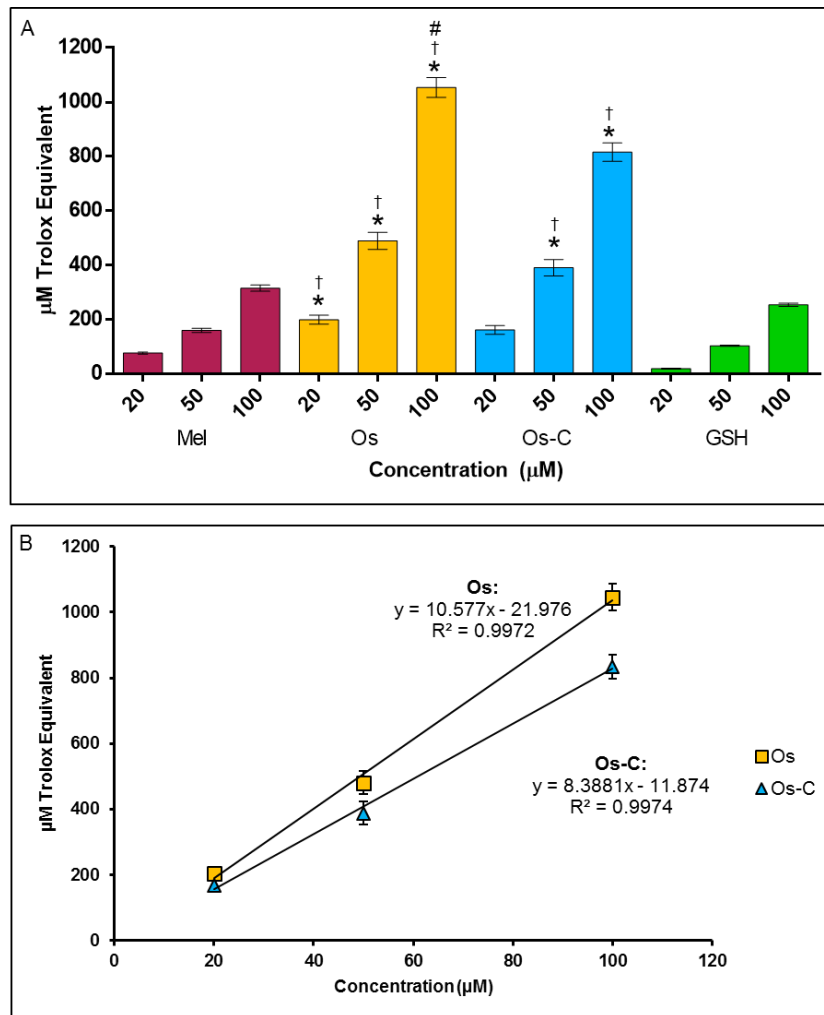 A
#
†
*
†
*
†
*
†
*
†
*
1200
1000
800
600
400
200
0
µM Trolox Equivalent
20 50 100 20 50 100 20 50 100 20 50 100
Mel Os Os-C GSH
Concentration (µM)
B
1200
1000
800
600
400
200
0
µM Trolox Equivalent
Os:
y = 10.577x - 21.976
R² = 0.9972
Os-C:
y = 8.3881x - 11.874
R² = 0.9974
Os
Os-C
0 20 40 60 80 100 120
Concentration (µM)